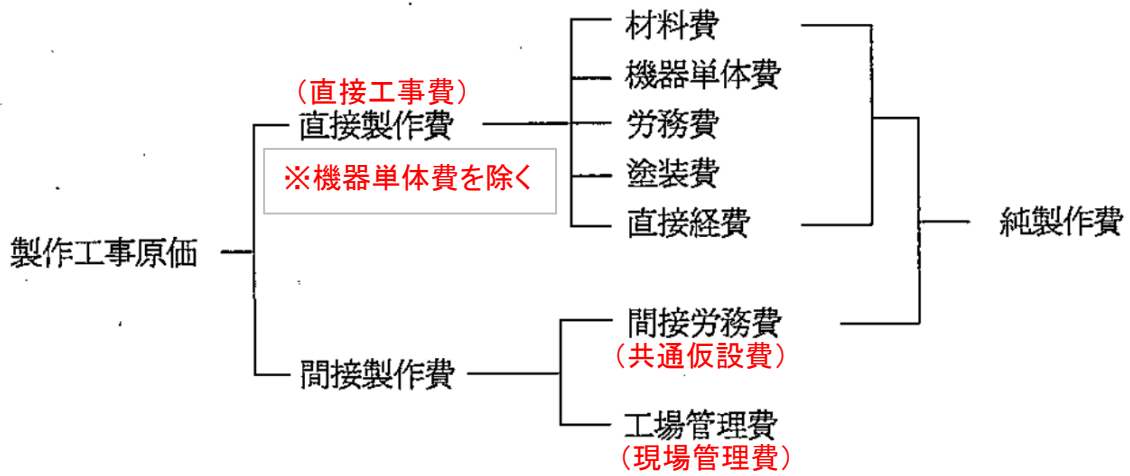 材料費
機器単体費
(直接工事費)
直接製作費
労務費
※機器単体費を除く
塗装費
直接経費
純製作費
製作工事原価
間接労務費
(共通仮設費)
間接製作費
工場管理費
(現場管理費)